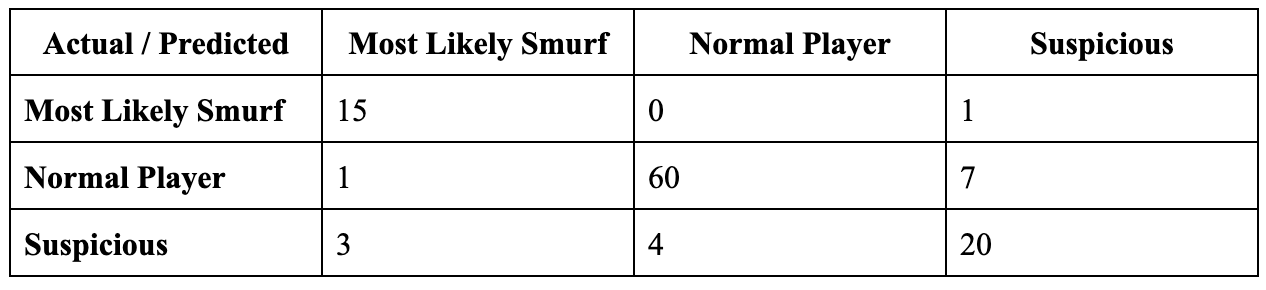 Actual / Predicted Most Likely Smurf Normal Player Suspicious
Most Likely Smurf 15 0 1
Normal Player 1 60 7
Suspicious 3 4 20